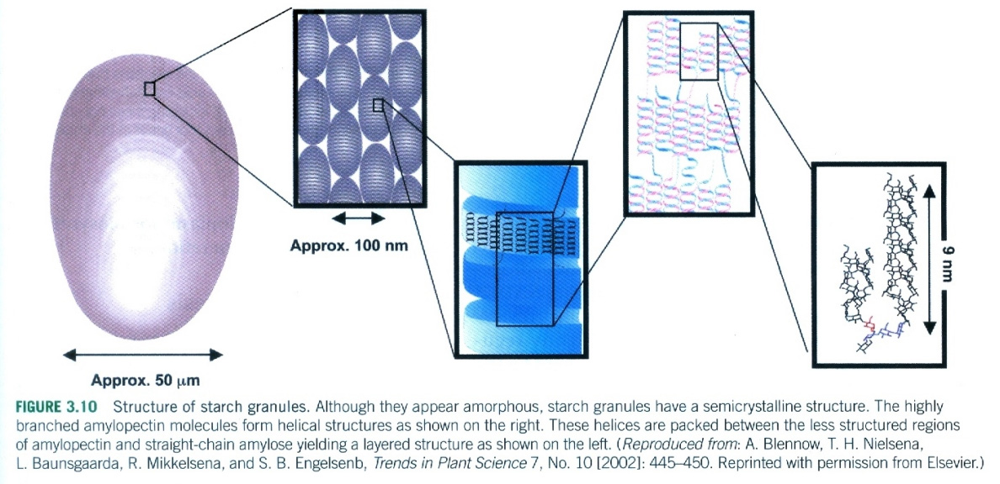 Approx. 100 nm
9 nm
Approx. 50 μm
FIGURE 3.10 Structure of starch granules. Although they appear amorphous, starch granules have a semicrystalline structure. The highly
branched amylopectin molecules form helical structures as shown on the right. These helices are packed between the less structured regions
of amylopectin and straight-chain amylose yielding a layered structure as shown on the left. (Reproduced from: A. Blennow, T. H. Nielsena,
L. Baunsgaarda, R. Mikkelsena, and S. B. Engelsenb, Trends in Plant Science 7, No. 10 [2002]: 445–450. Reprinted with permission from Elsevier.)